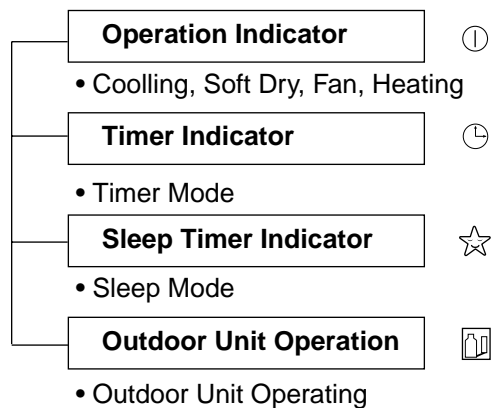 Operation Indicator
• Coolling, Soft Dry, Fan, Heating
Timer Indicator
• Timer Mode
Sleep Timer Indicator
• Sleep Mode
Outdoor Unit Operation
• Outdoor Unit Operating